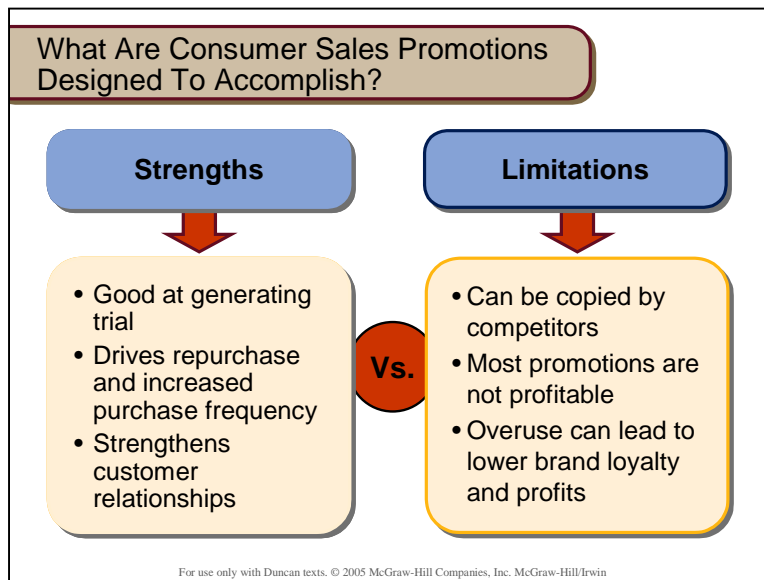 What Are Consumer Sales Promotions
Designed To Accomplish?
Strengths
• Good at generating
trial
• Drives repurchase
and increased
purchase frequency
• Strengthens
customer
relationships
Vs.
Limitations
• Can be copied by
competitors
• Most promotions are
not profitable
• Overuse can lead to
lower brand loyalty
and profits
For use only with Duncan texts. © 2005 McGraw-Hill Companies, Inc. McGraw-Hill/Irwin